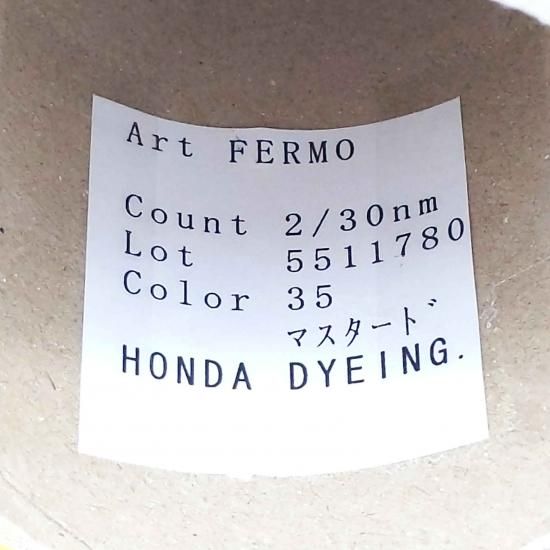 Art FERMO
Count 2/30nm
Lot 5511780
Color 35
マスタード
HONDA DYEING.